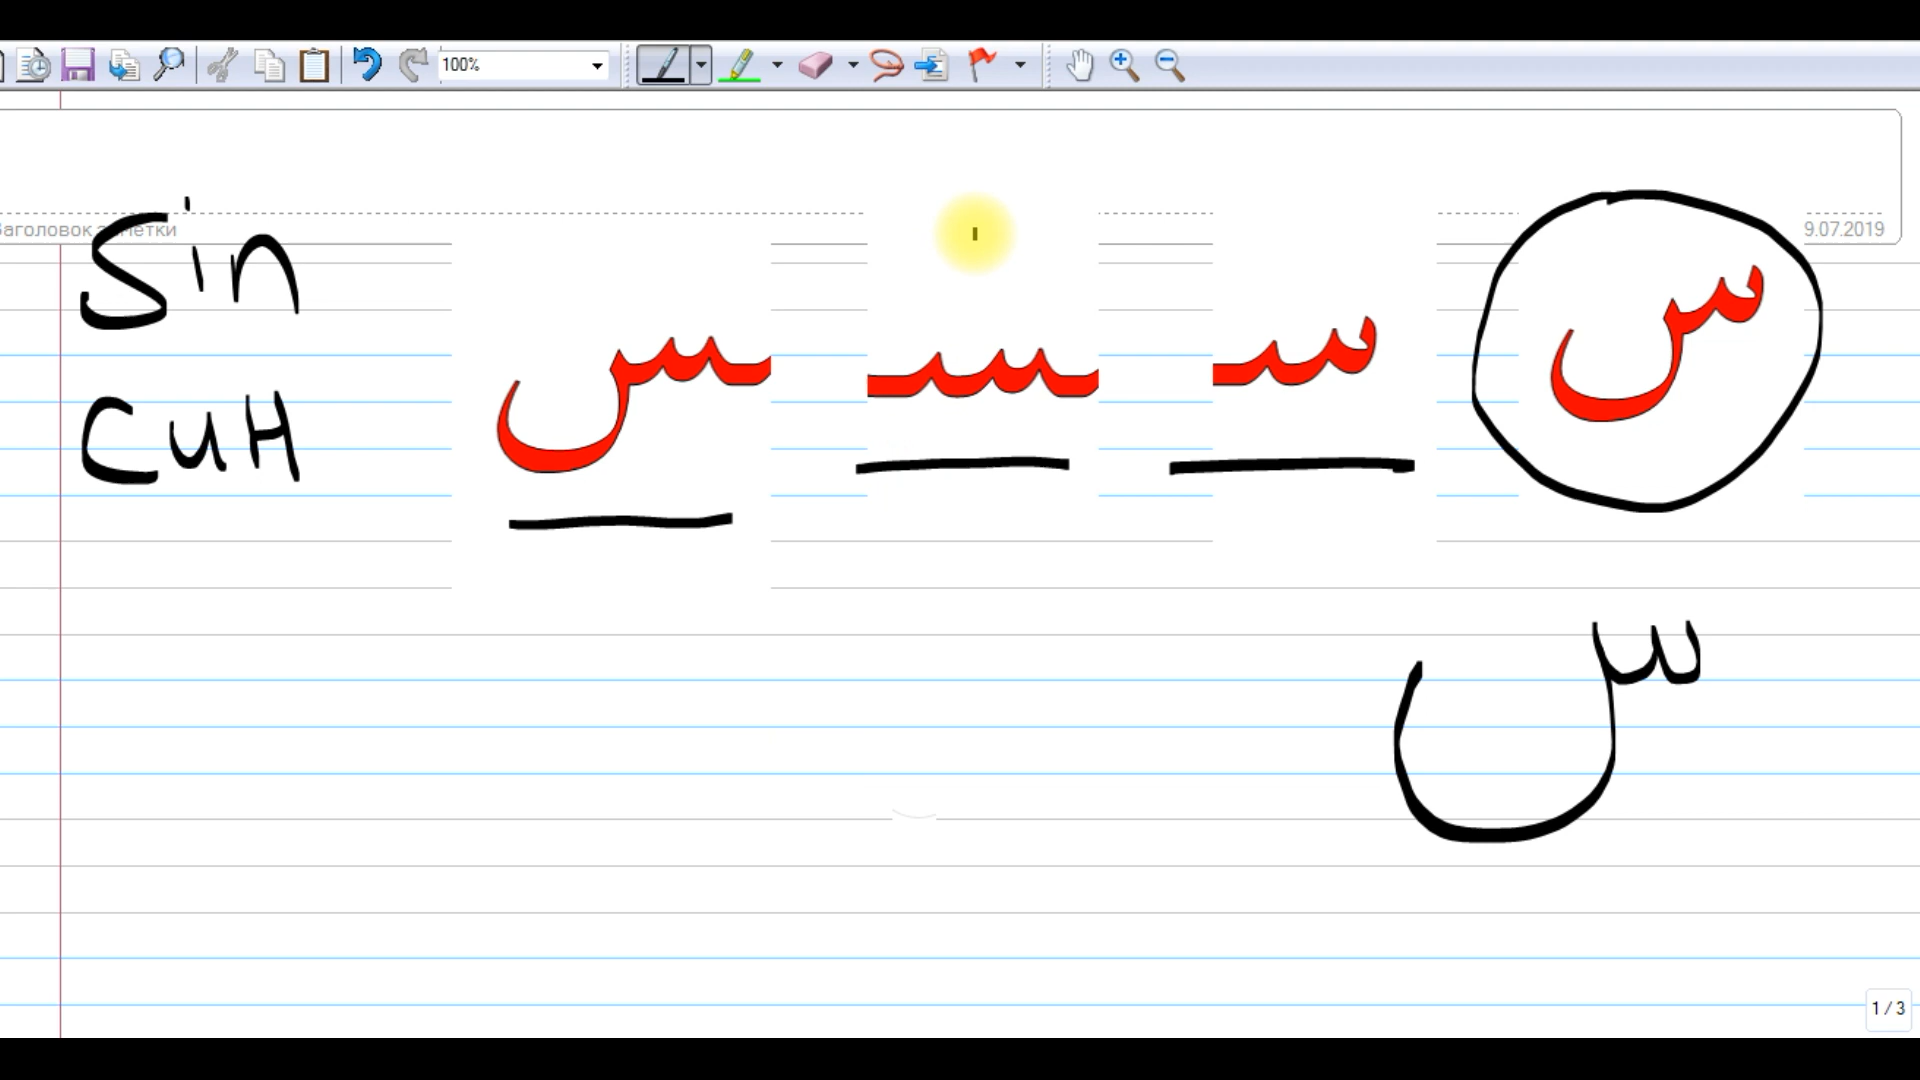 100%
Заголовок заметки
9.07.2019
Sin
син
س سـ ـسـ ـس
س
1 / 3